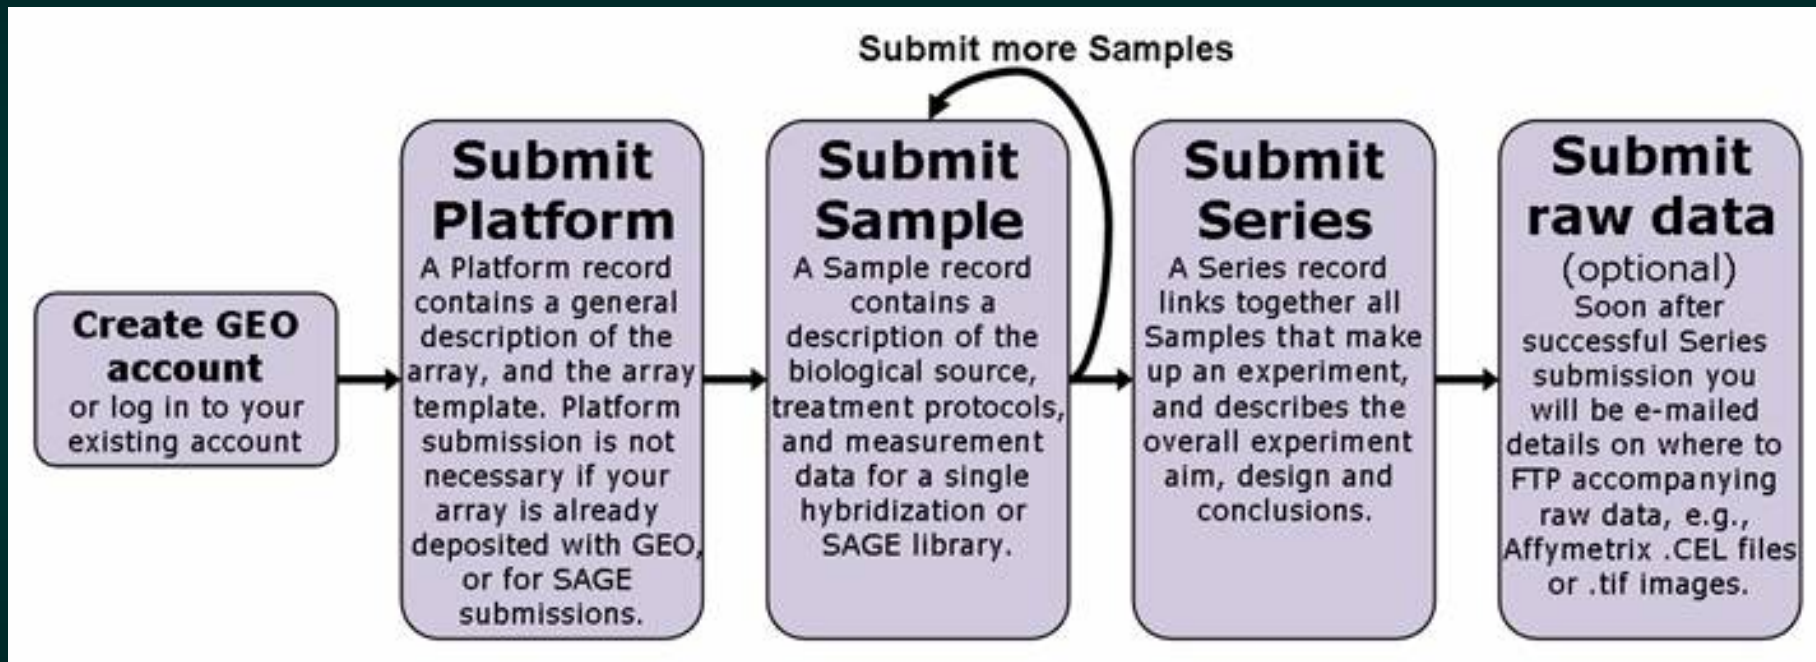 Submit more Samples
Create GEO
account
or log in to your
existing account
Submit
Platform
A Platform record
contains a general
description of the
array, and the array
template. Platform
submission is not
necessary if your
array is already
deposited with GEO,
or for SAGE
submissions.
Submit
Sample
A Sample record
contains a
description of the
biological source,
treatment protocols,
and measurement
data for a single
hybridization or
SAGE library.
Submit
Series
A Series record
links together all
Samples that make
up an experiment,
and describes the
overall experiment
aim, design and
conclusions.
Submit
raw data
(optional)
Soon after
successful Series
submission you
will be e-mailed
details on where to
FTP accompanying
raw data, e.g.,
Affymetrix .CEL files
or .tif images.